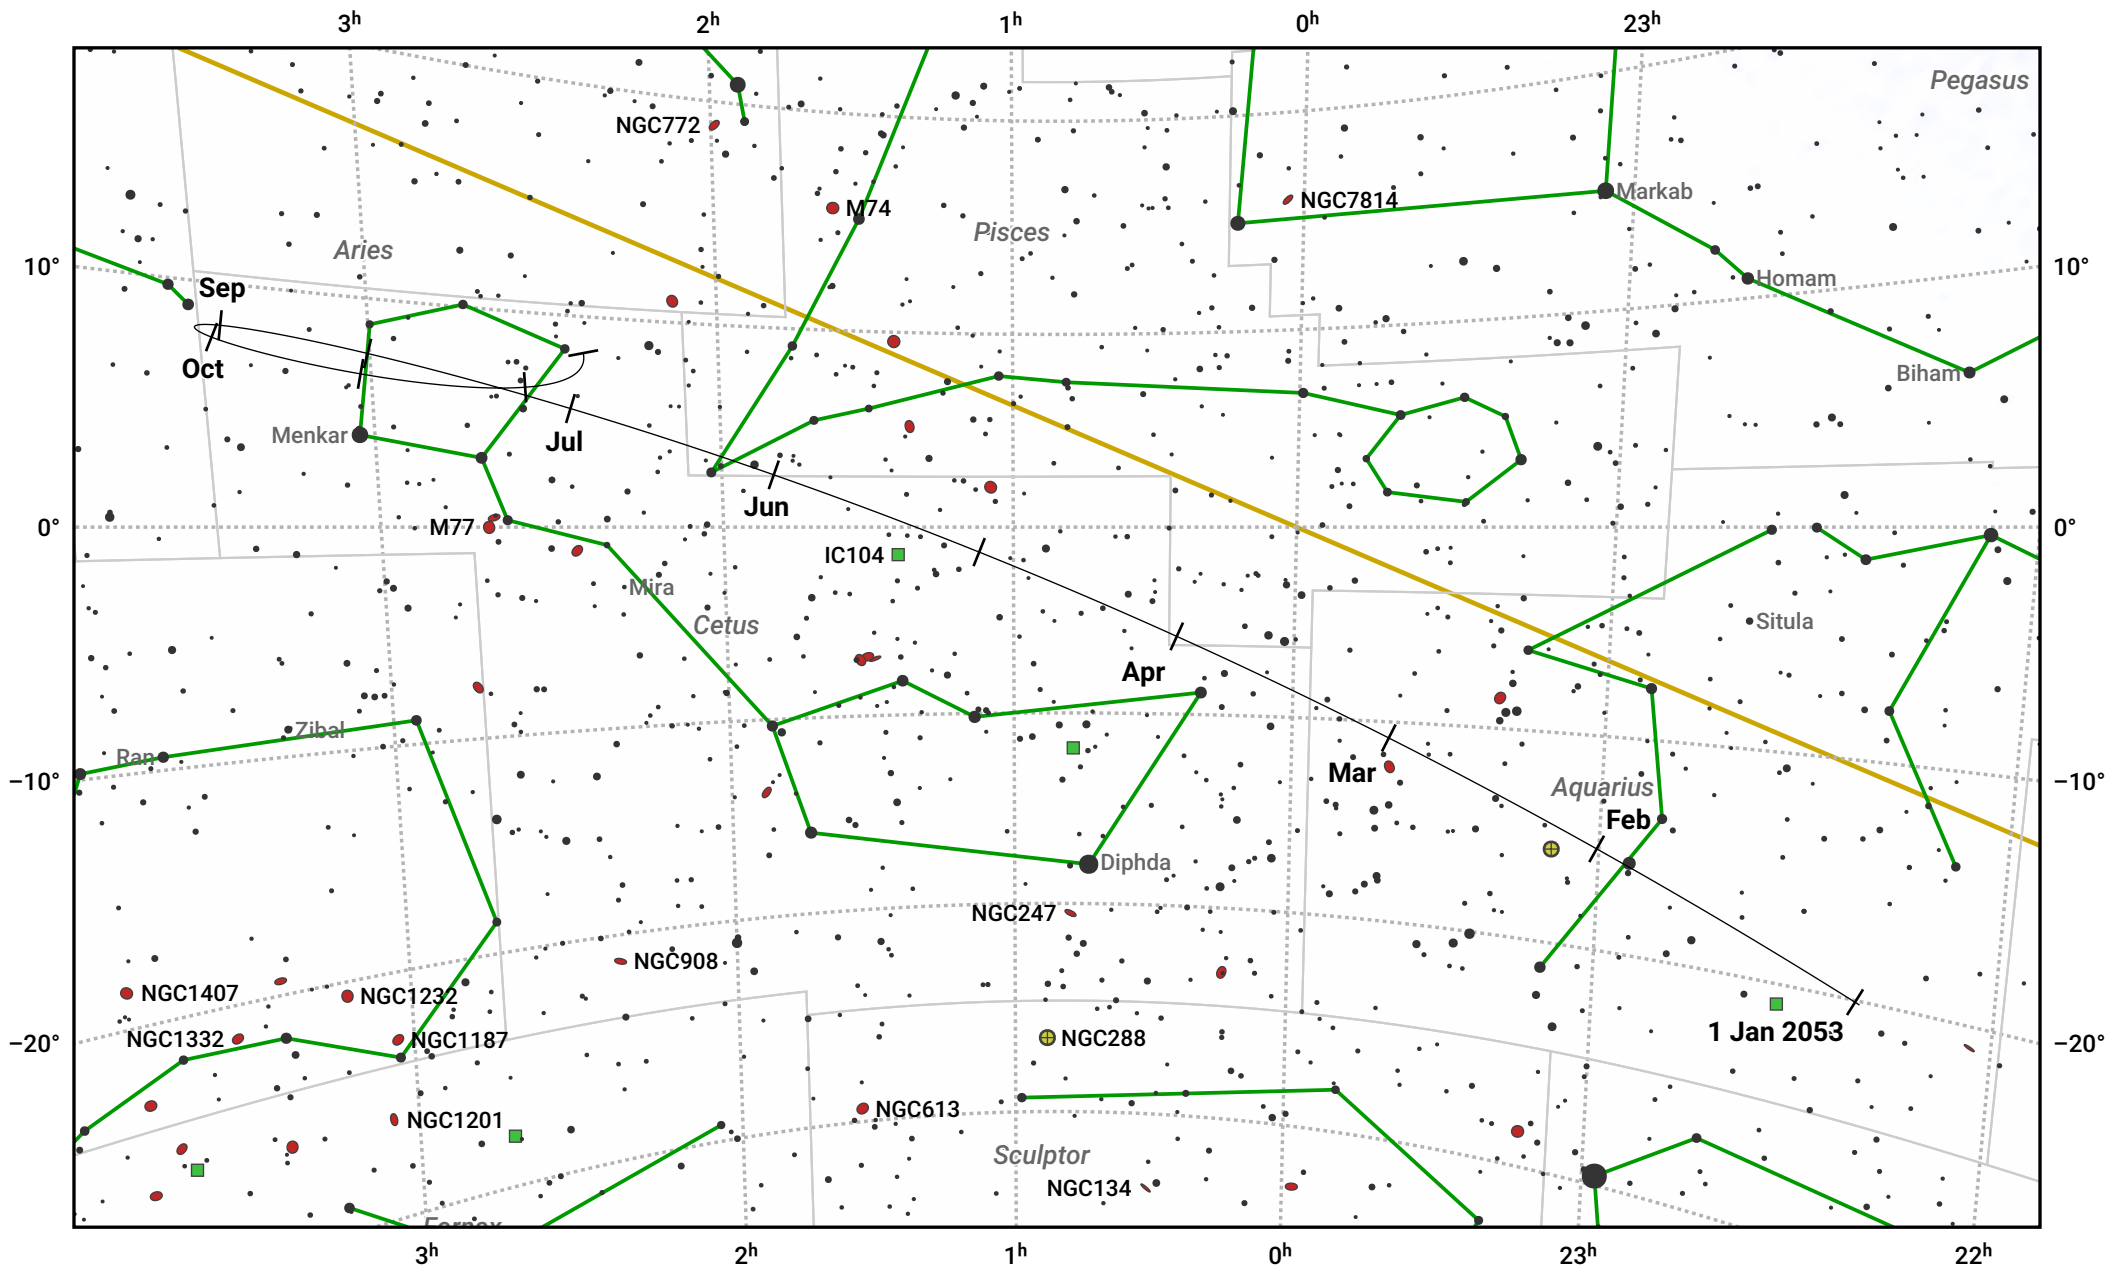 3h 2h 1h 0h 23h
Pegasus
NGC772
Markab
NGC7814
M74
Pisces
Aries
10° 10°
Homam
Sep
Oct
Biham
Menkar
Jul
Jun
M77
0° 0°
IC104
Mira
Cetus
Situla
Apr
Zibal
Ran
Mar
−10° −10°
Aquarius
Feb
Diphda
NGC247
NGC908
NGC1407
NGC1232
1 Jan 2053
NGC1332
NGC1187
NGC288
−20° −20°
NGC613
NGC1201
Sculptor
NGC134
Fornax
3h 2h 1h 0h 23h 22h